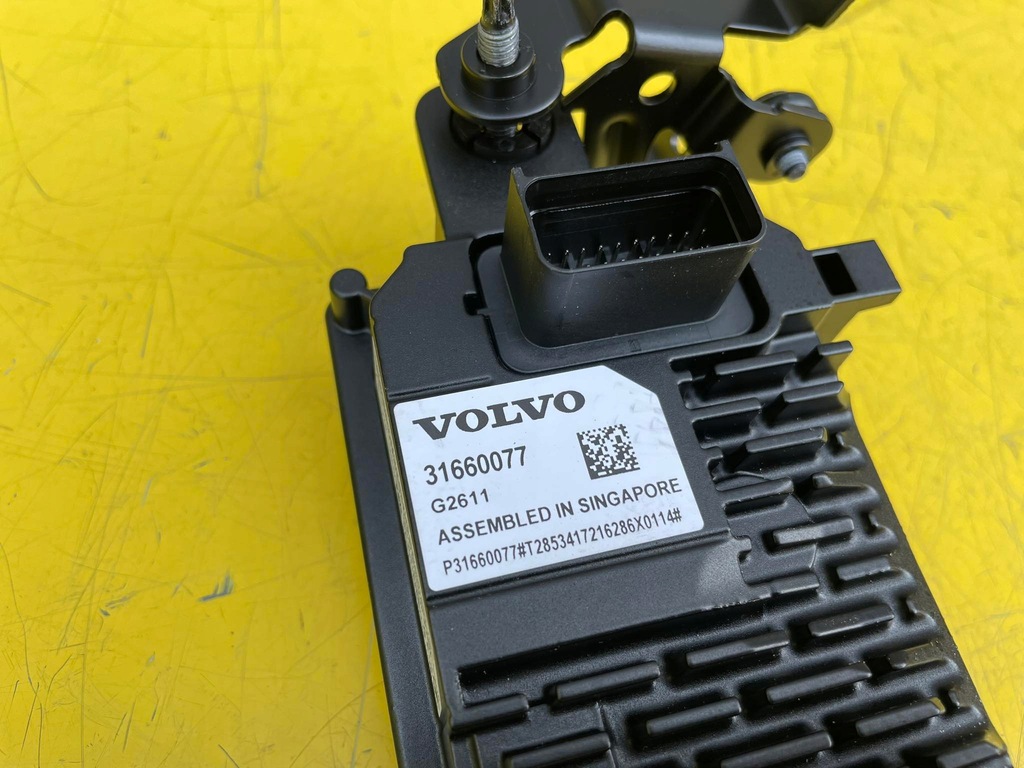 VOLVO
31660077
G2611
ASSEMBLED IN SINGAPORE
P31660077#T2853417216286X0114#